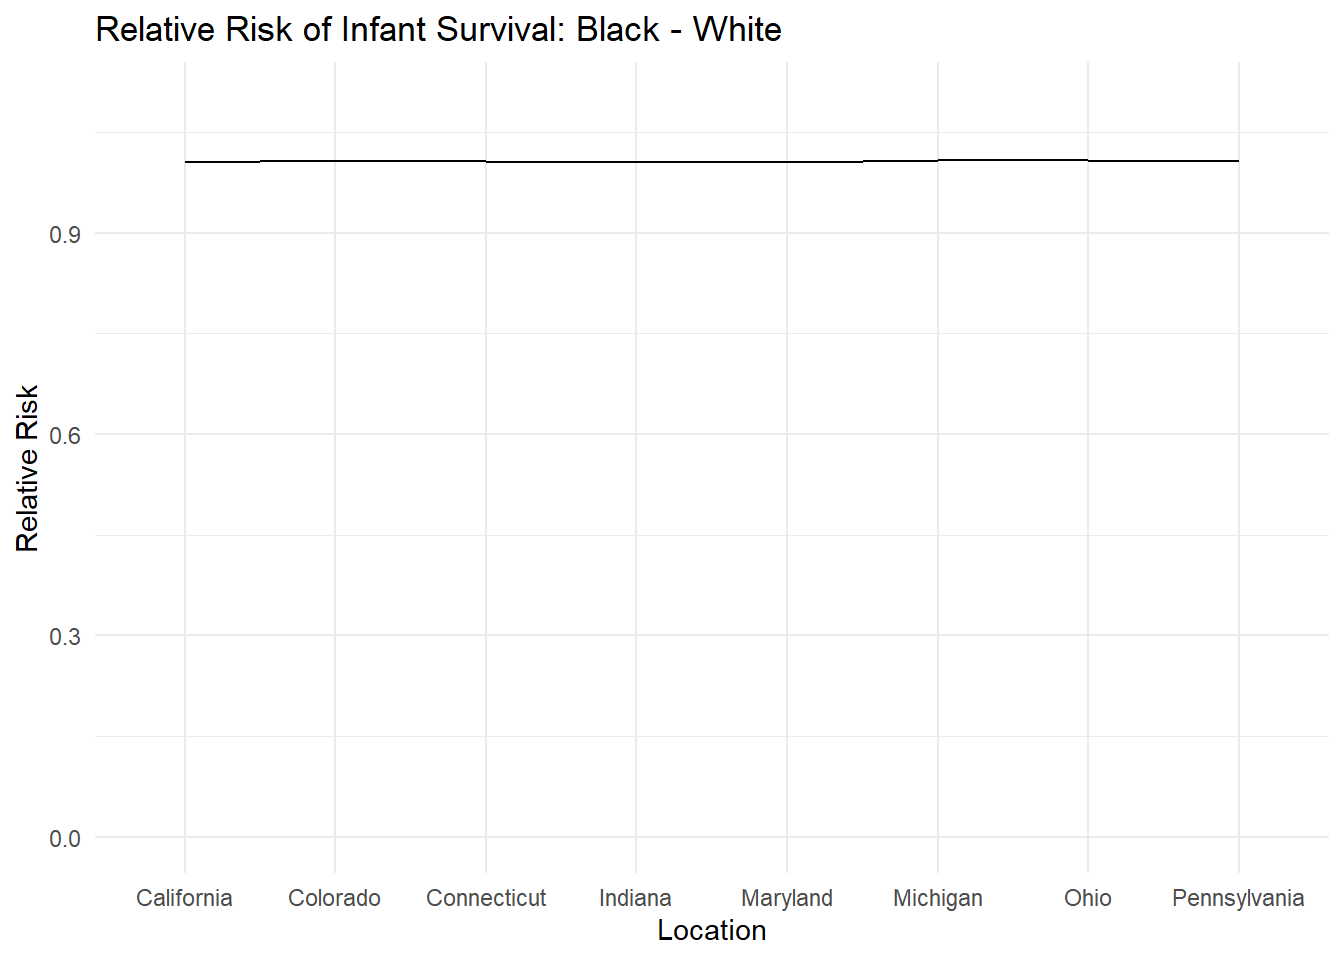 Relative Risk of Infant Survival: Black - White
0.9
0.6
0.3
0.0
Relative Risk
California Colorado Connecticut Indiana Maryland Michigan Ohio Pennsylvania
Location